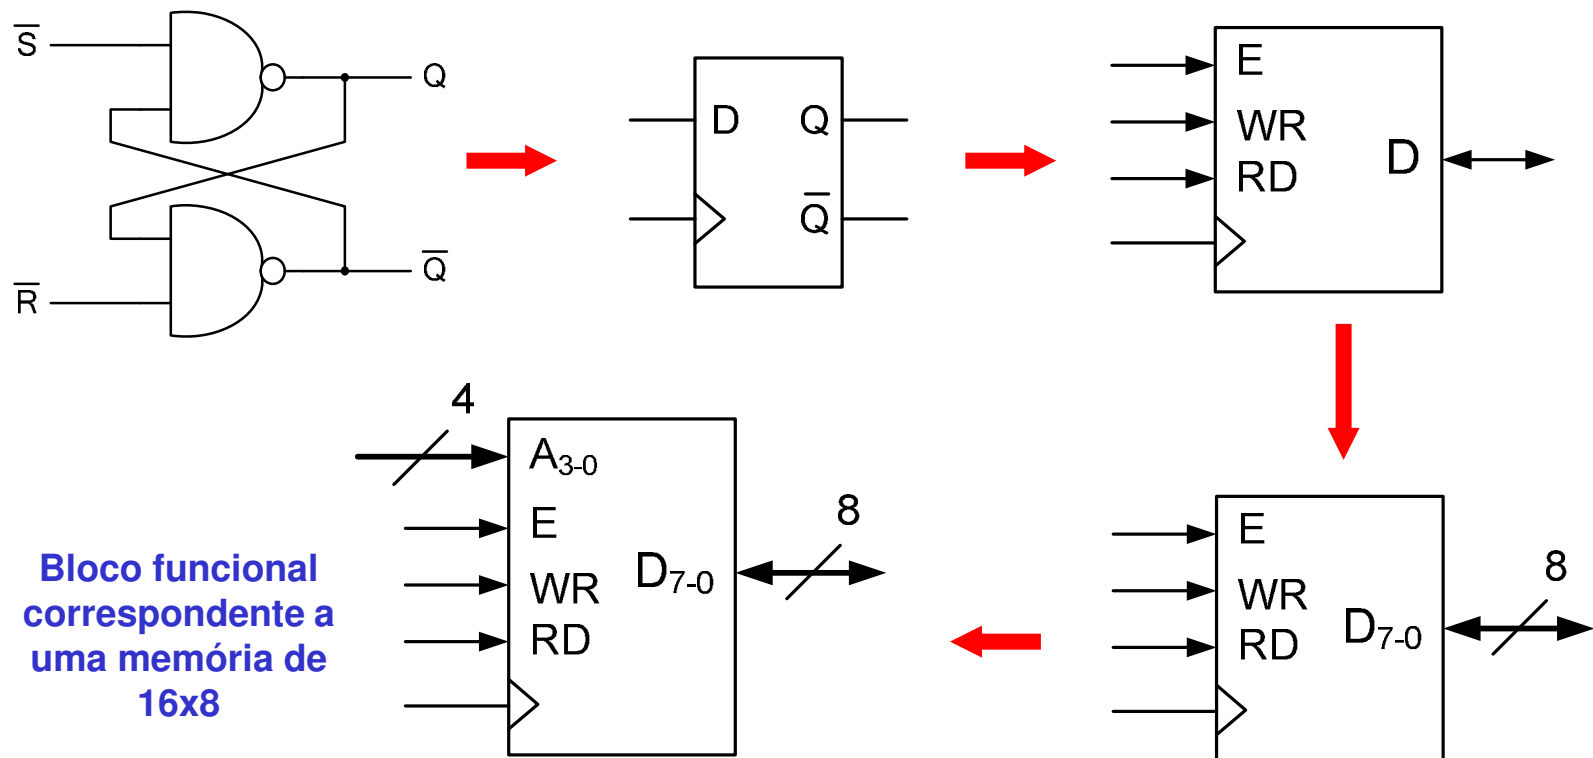 S̅
Q
R̅
Q̅
D Q
Q̅
E
WR
RD
D
4
A3-0
E
WR
RD
D7-0
8
E
WR
RD
D7-0
8
Bloco funcional
correspondente a
uma memória de
16x8